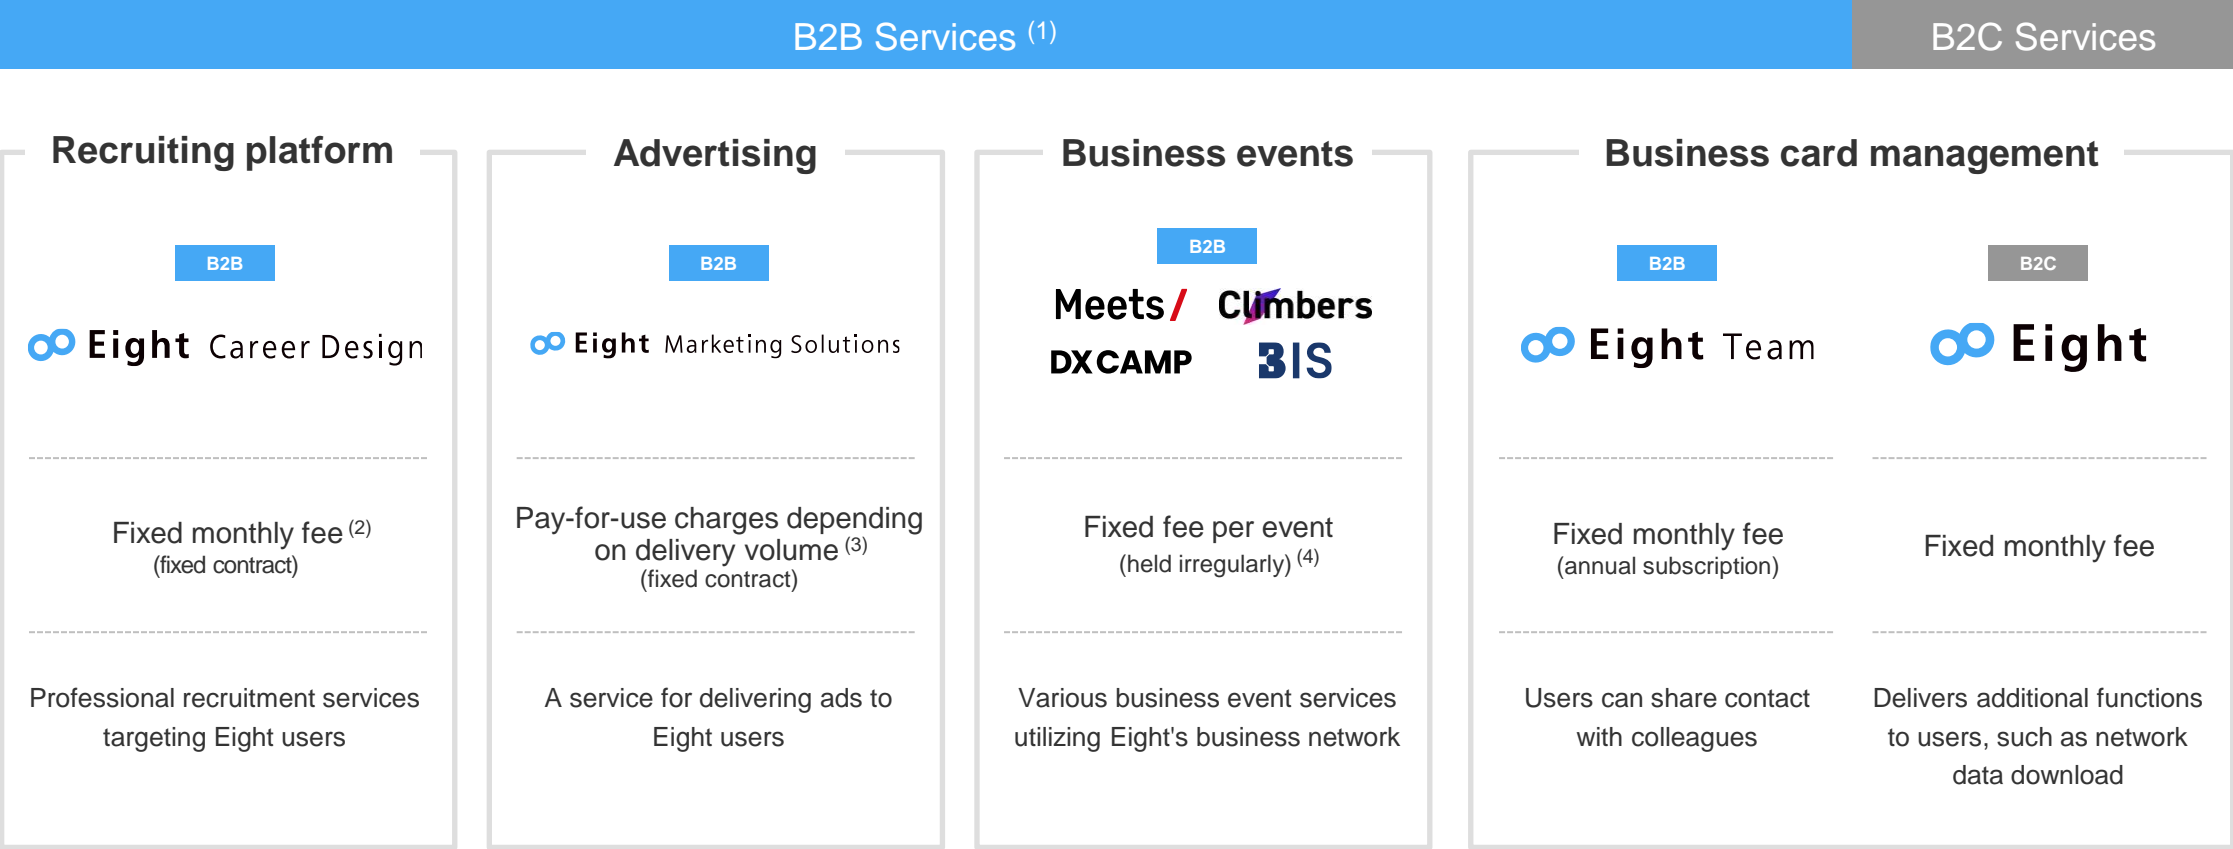 B2B Services (1)
B2C Services
Recruiting platform
B2B
Eight Career Design
Fixed monthly fee (2)
(fixed contract)
Professional recruitment services
targeting Eight users
Advertising
B2B
Eight Marketing Solutions
Pay-for-use charges depending
on delivery volume (3)
(fixed contract)
A service for delivering ads to
Eight users
Business events
B2B
Meets/ Climbers
DX CAMP BIS
Fixed fee per event
(held irregularly) (4)
Various business event services
utilizing Eight's business network
Business card management
B2B
Eight Team
Fixed monthly fee
(annual subscription)
Users can share contact
with colleagues
B2C
Eight
Fixed monthly fee
Delivers additional functions
to users, such as network
data download